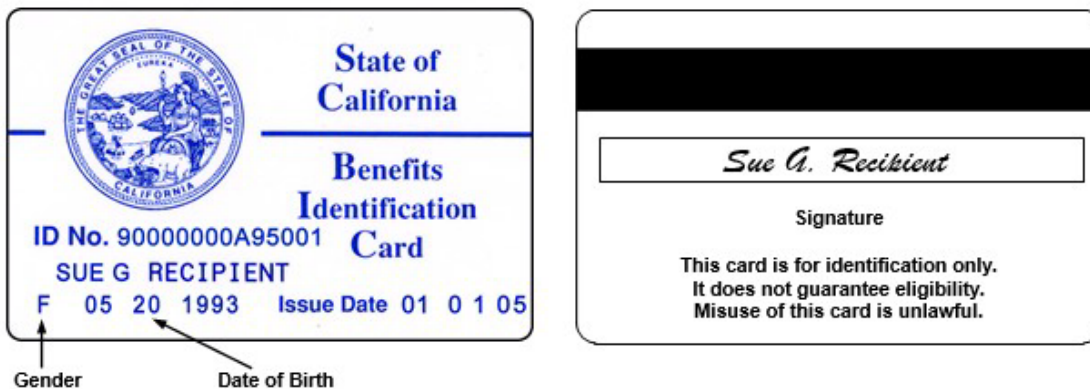 THE GREAT SEAL OF THE STATE OF CALIFORNIA
EUREKA
State of
California
Benefits
Identification
Card
ID No. 90000000A95001
SUE G RECIPIENT
F 05 20 1993 Issue Date 01 0 1 05
Gender
Date of Birth
Sue G. Recipient
Signature
This card is for identification only.
It does not guarantee eligibility.
Misuse of this card is unlawful.